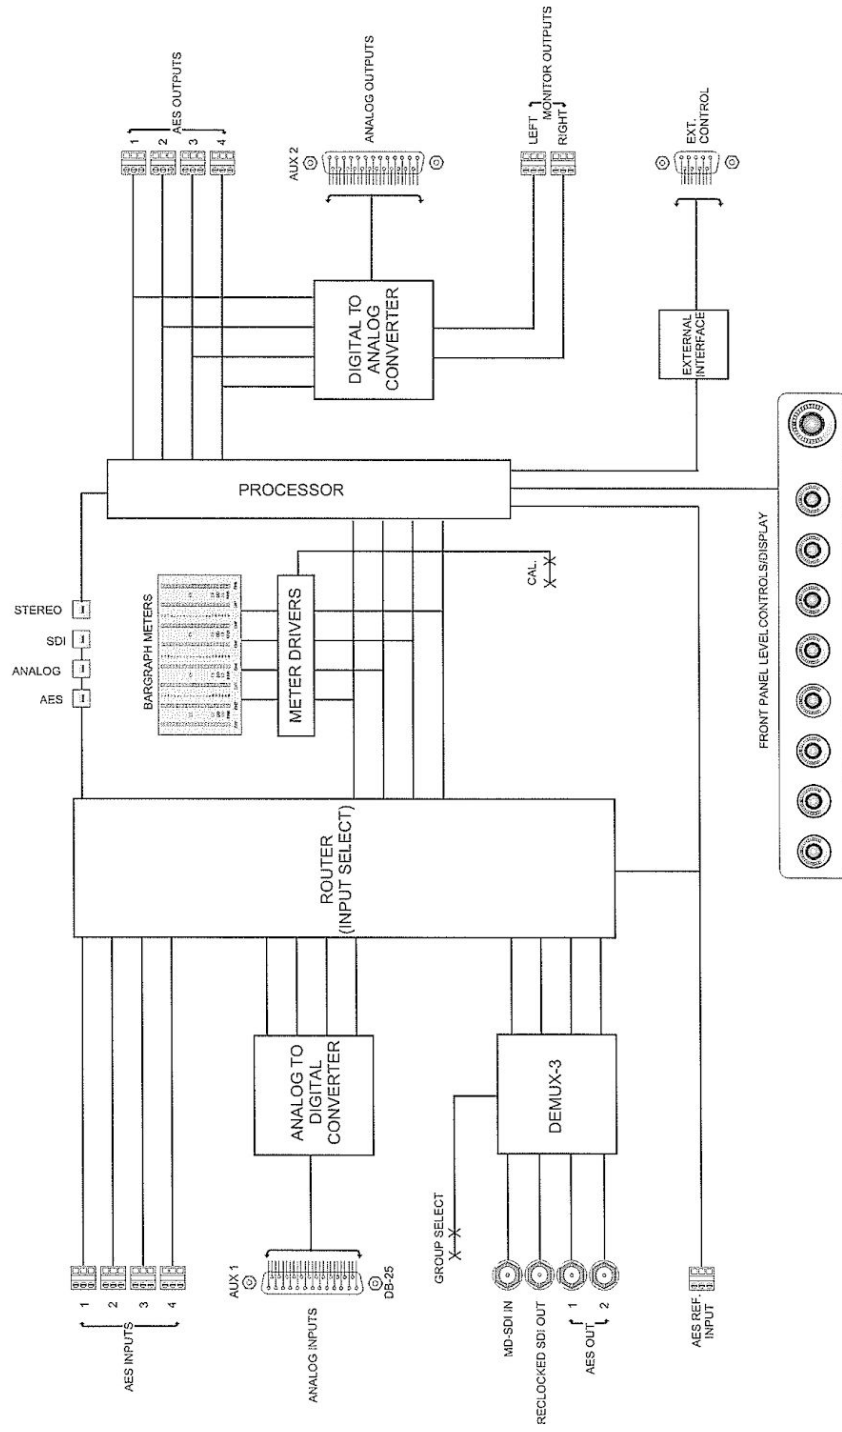 AES INPUTS
1
2
3
4
AUX 1
ANALOG INPUTS
DB-25
GROUP SELECT
MD-SDI IN
RECLOCKED SDI OUT
AES OUT
1
2
AES REF.
INPUT
ANALOG TO
DIGITAL
CONVERTER
DEMUX-3
ROUTER
(INPUT SELECT)
AES
ANALOG
SDI
STEREO
BARGRAPH METERS
METER DRIVERS
CAL.
PROCESSOR
DIGITAL TO
ANALOG
CONVERTER
EXTERNAL
INTERFACE
FRONT PANEL LEVEL CONTROLS/DISPLAY
1
2
3
4
AES OUTPUTS
AUX 2
ANALOG OUTPUTS
LEFT
RIGHT
MONITOR OUTPUTS
EXT.
CONTROL